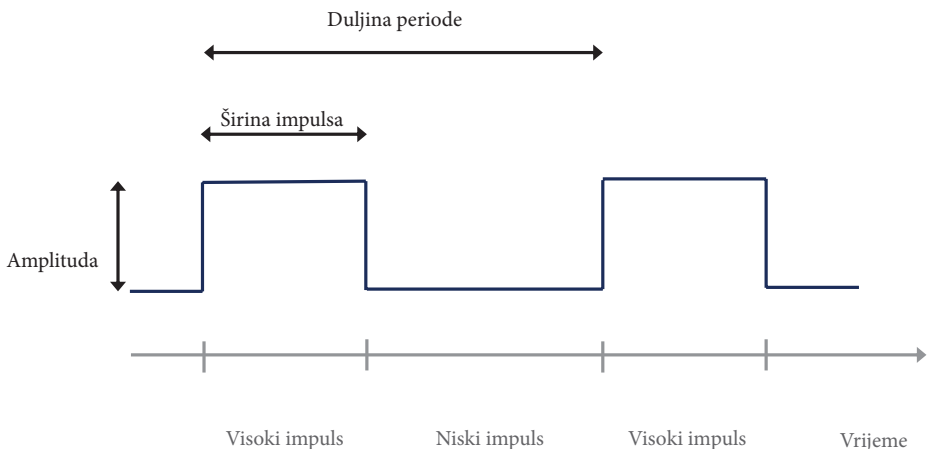 Duljina periode
Širina impulsa
Amplituda
Visoki impuls
Niski impuls
Visoki impuls
Vrijeme